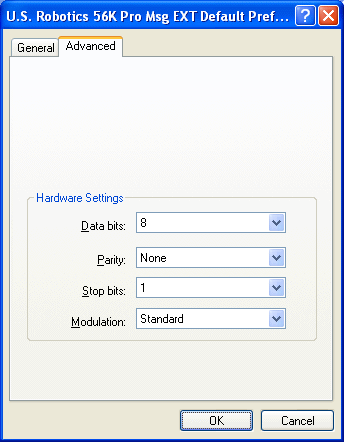 U.S. Robotics 56K Pro Msg EXT Default Pref...
General Advanced
Hardware Settings
Data bits: 8
Parity: None
Stop bits: 1
Modulation: Standard
OK Cancel